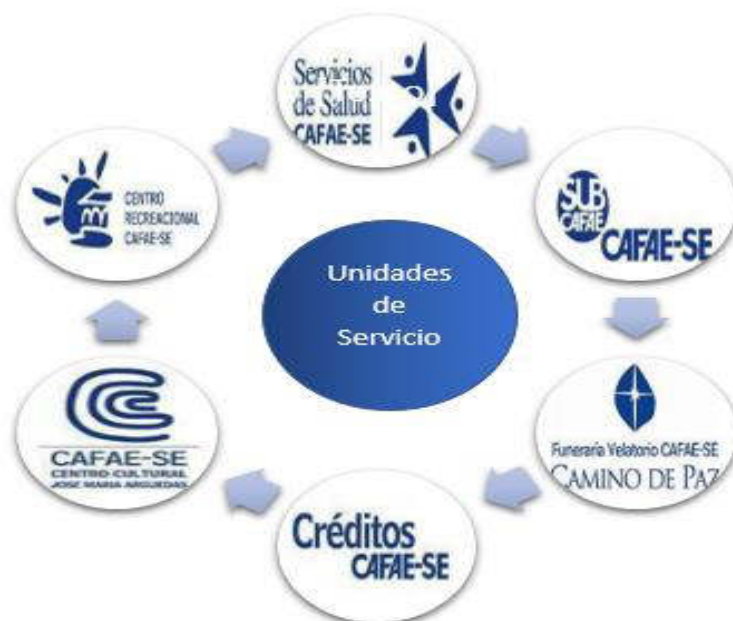 Servicios
de Salud
CAFAE-SE
SUB
CAFAE
CAFAE-SE
Funeraria Velatorio CAFAE-SE
CAMINO DE PAZ
Créditos
CAFAE-SE
CAFAE-SE
CENTRO CULTURAL
JOSE MARIA ARGUEDAS
CENTRO
RECREACIONAL
CAFAE-SE
Unidades
de
Servicio